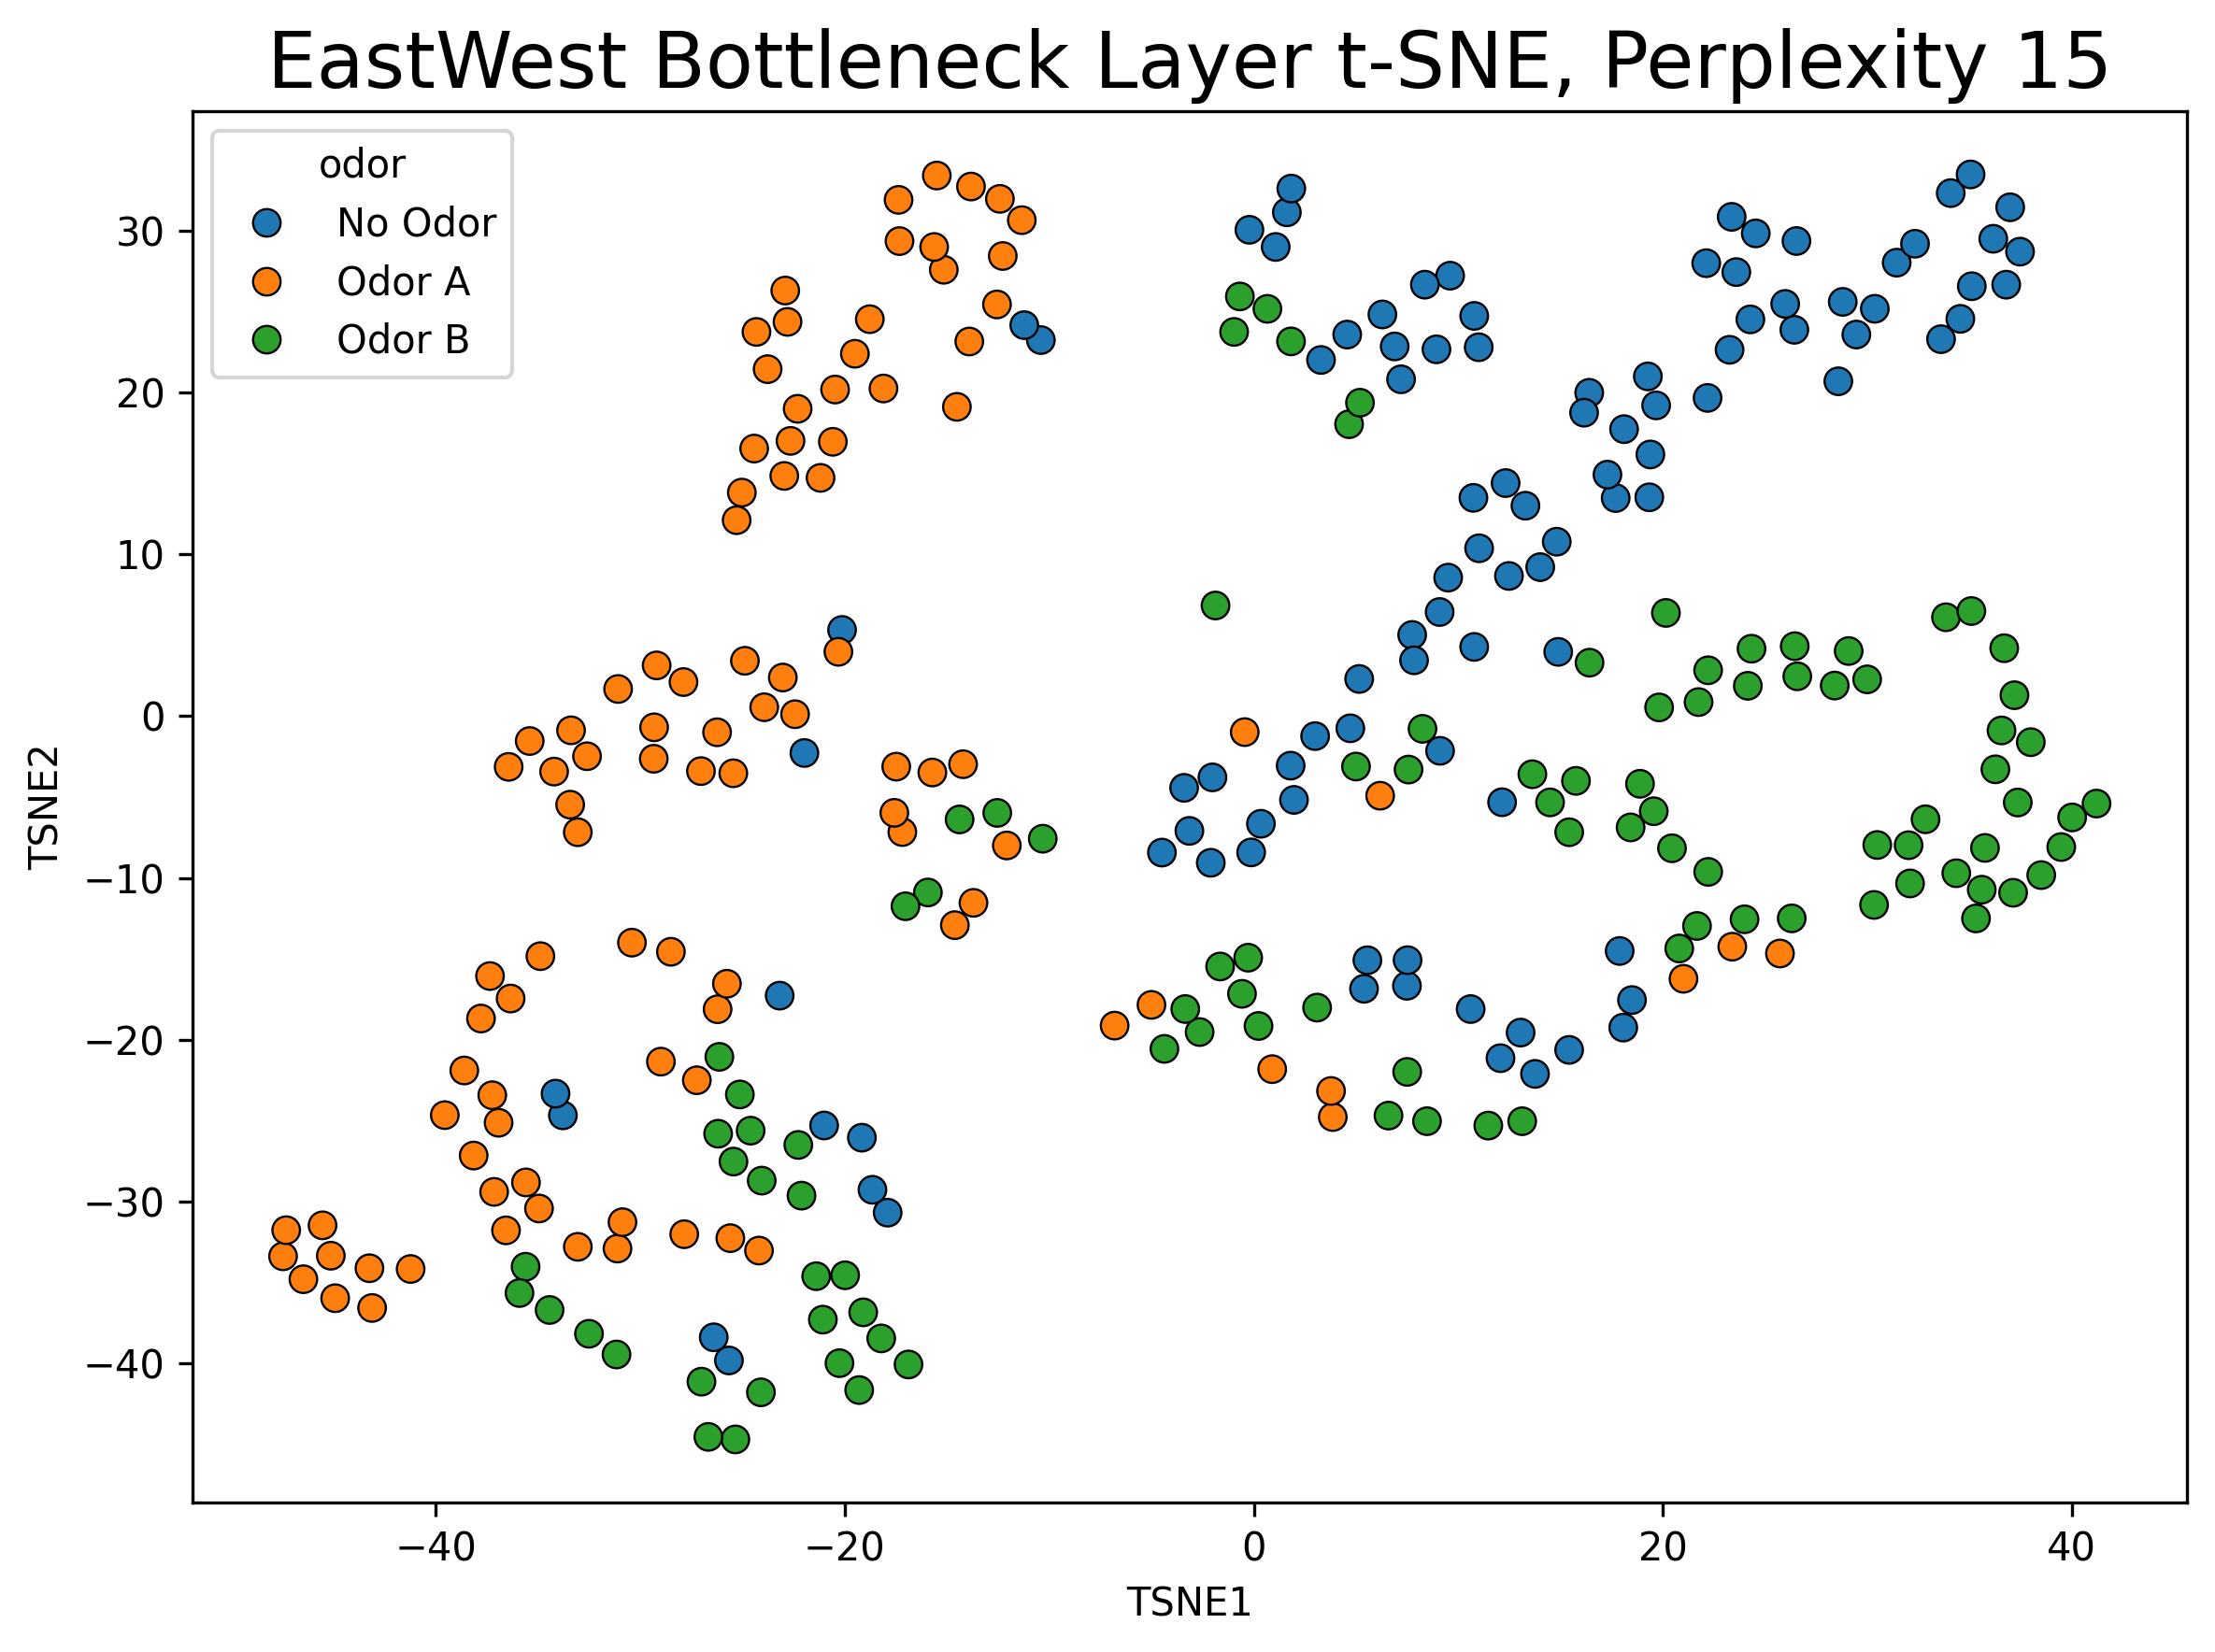 EastWest Bottleneck Layer t-SNE, Perplexity 15
odor
No Odor
Odor A
Odor B
30
20
10
0
−10
−20
−30
−40
TSNE2
−40
−20
0
20
40
TSNE1